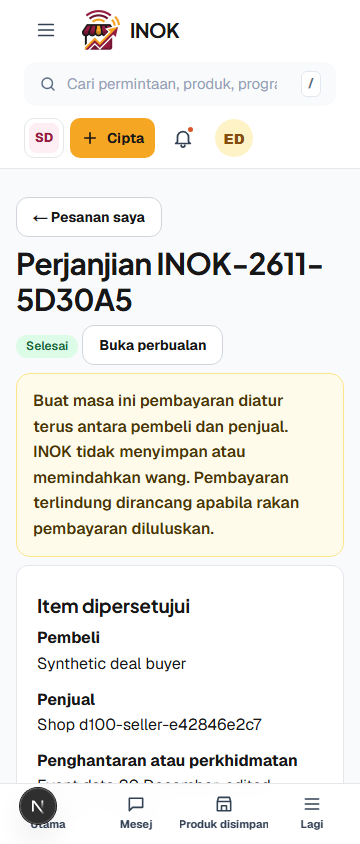 INOK
Cari permintaan, produk, progra
/
SD
+ Cipta
ED
← Pesanan saya
Perjanjian INOK-2611-
5D30A5
Selesai
Buka perbualan
Buat masa ini pembayaran diatur
terus antara pembeli dan penjual.
INOK tidak menyimpan atau
memindahkan wang. Pembayaran
terlindung dirancang apabila rakan
pembayaran diluluskan.
Item dipersetujui
Pembeli
Synthetic deal buyer
Penjual
Shop d100-seller-e42846e2c7
Penghantaran atau perkhidmatan
N
Utama
Mesej
Produk disimpan
Lagi